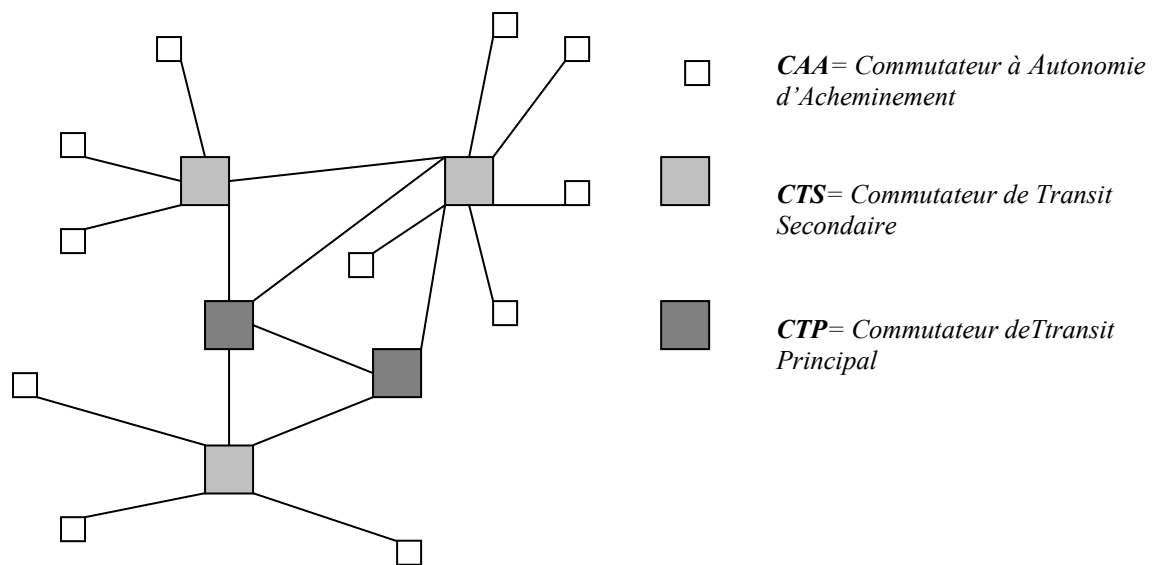 CAA= Commutateur à Autonomie
d’Acheminement
CTS= Commutateur de Transit
Secondaire
CTP= Commutateur deTtransit
Principal